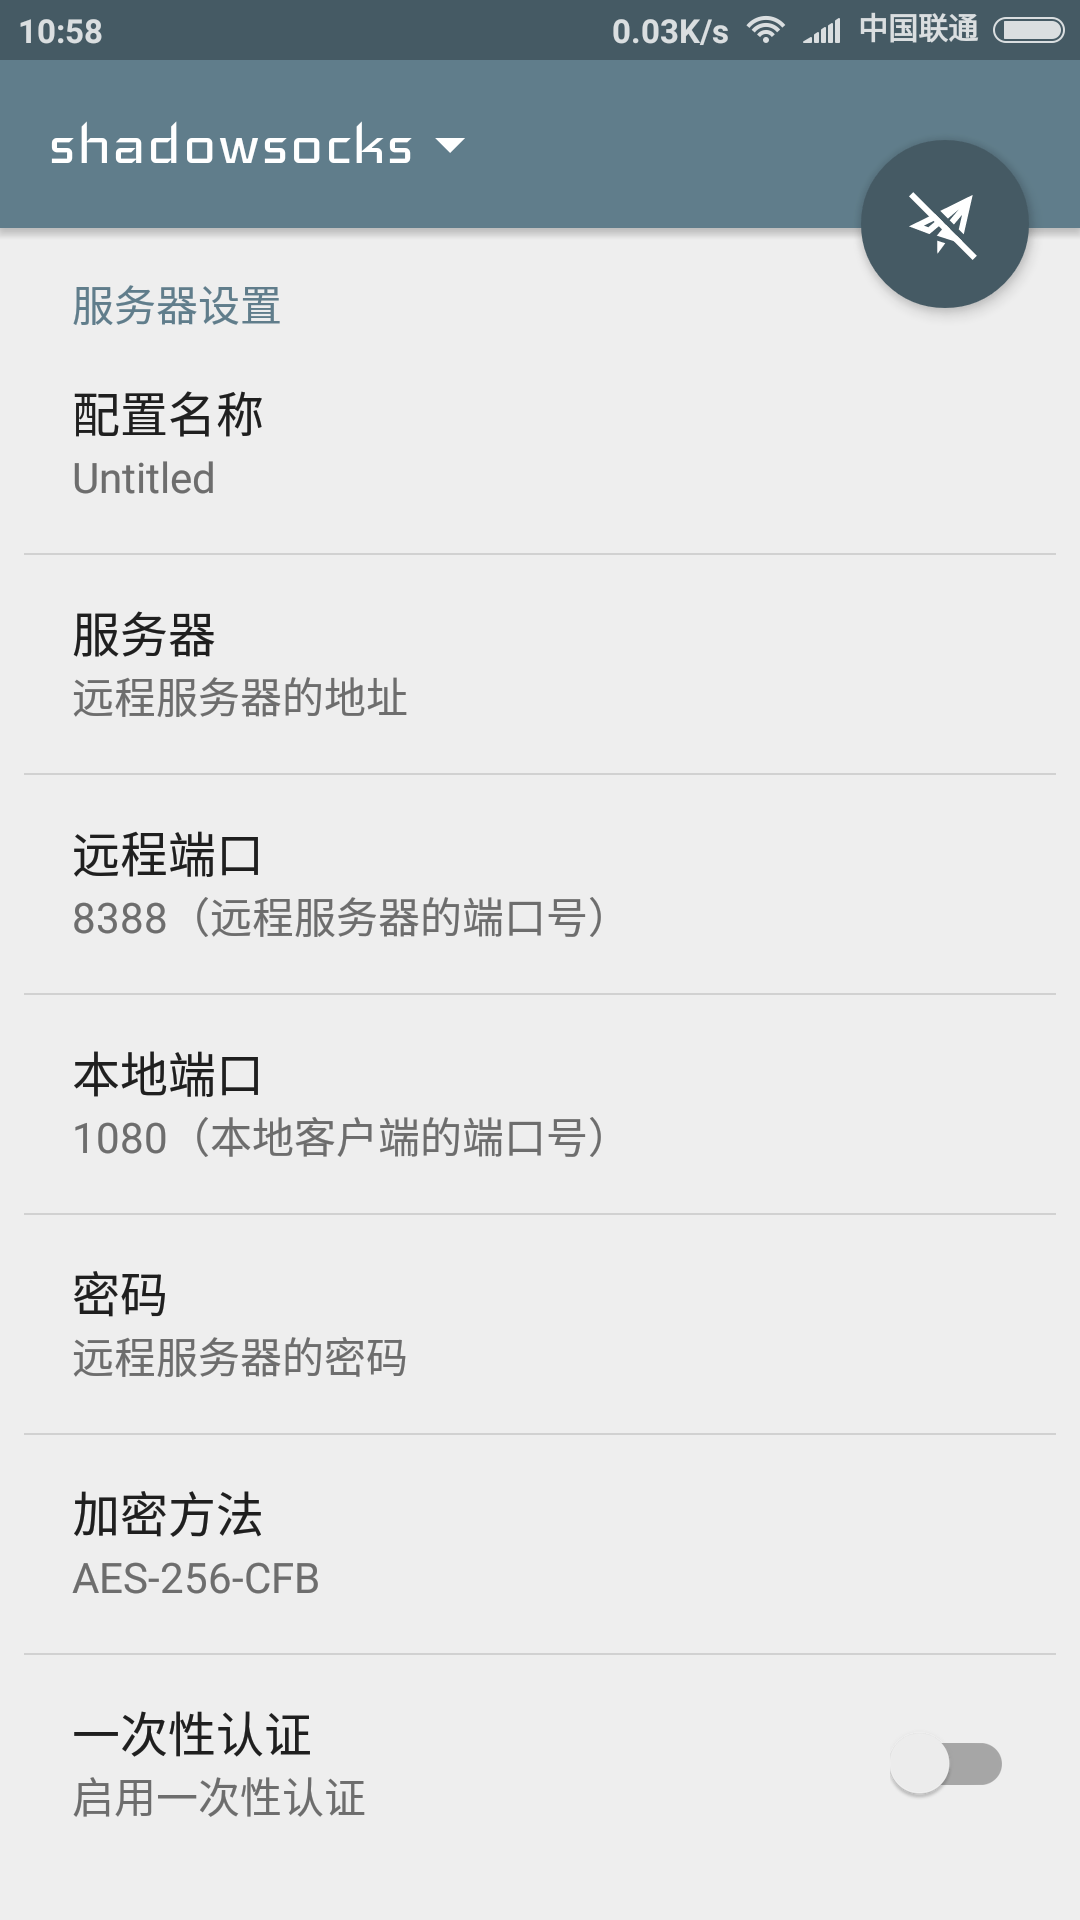 10:58
0.03K/s 中国联通
shadowsocks
服务器设置
配置名称
Untitled
服务器
远程服务器的地址
远程端口
8388（远程服务器的端口号）
本地端口
1080（本地客户端的端口号）
密码
远程服务器的密码
加密方法
AES-256-CFB
一次性认证
启用一次性认证